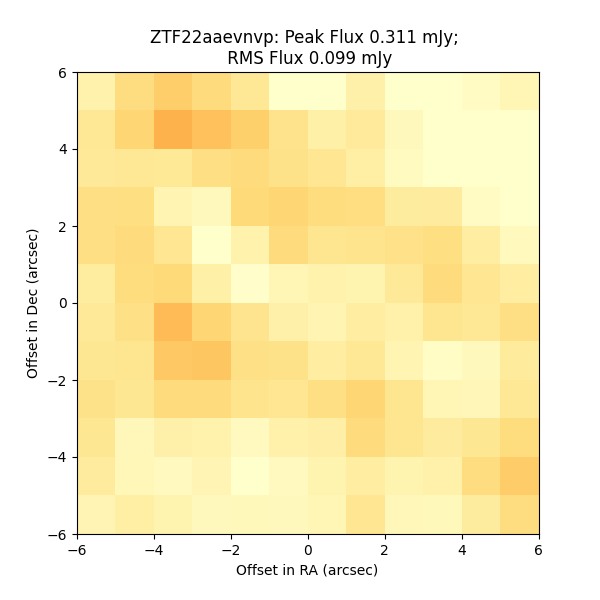 ZTF22aaevnvp: Peak Flux 0.311 mJy;
RMS Flux 0.099 mJy
6
4
2
0
−2
−4
−6
Offset in Dec (arcsec)
−6 −4 −2 0 2 4 6
Offset in RA (arcsec)